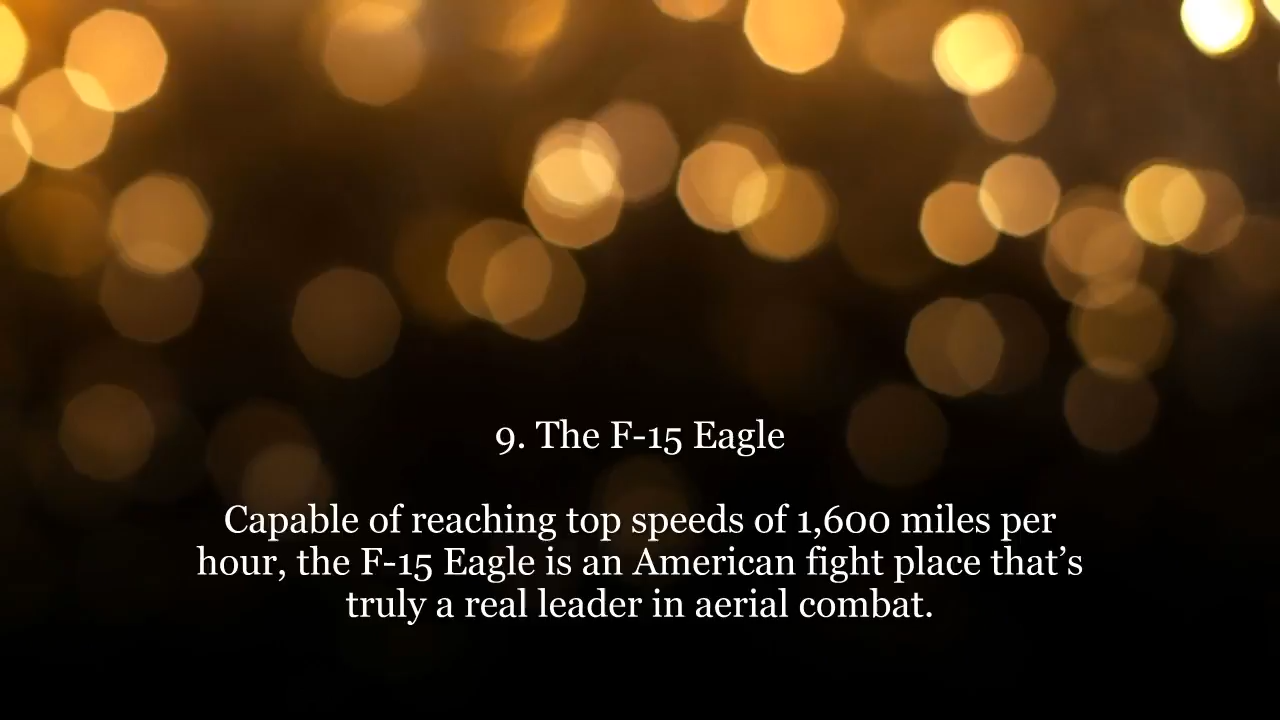 9. The F-15 Eagle
Capable of reaching top speeds of 1,600 miles per
hour, the F-15 Eagle is an American fight place that’s
truly a real leader in aerial combat.